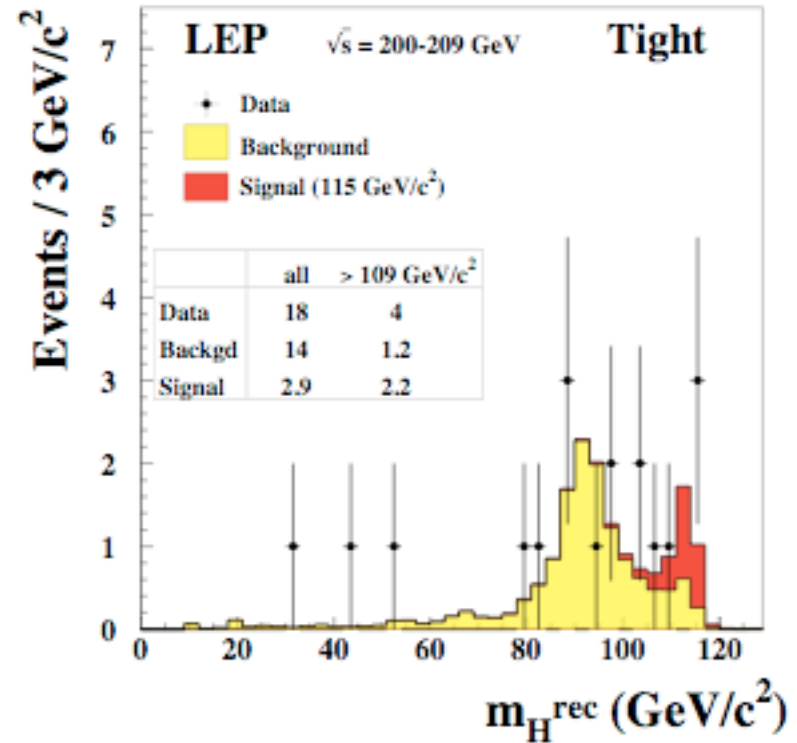 LEP √s = 200-209 GeV Tight
Data
Background
Signal (115 GeV/c²)
all > 109 GeV/c²
Data 18 4
Backgd 14 1.2
Signal 2.9 2.2
Events / 3 GeV/c²
7
6
5
4
3
2
1
0
0 20 40 60 80 100 120
m_H^rec (GeV/c²)